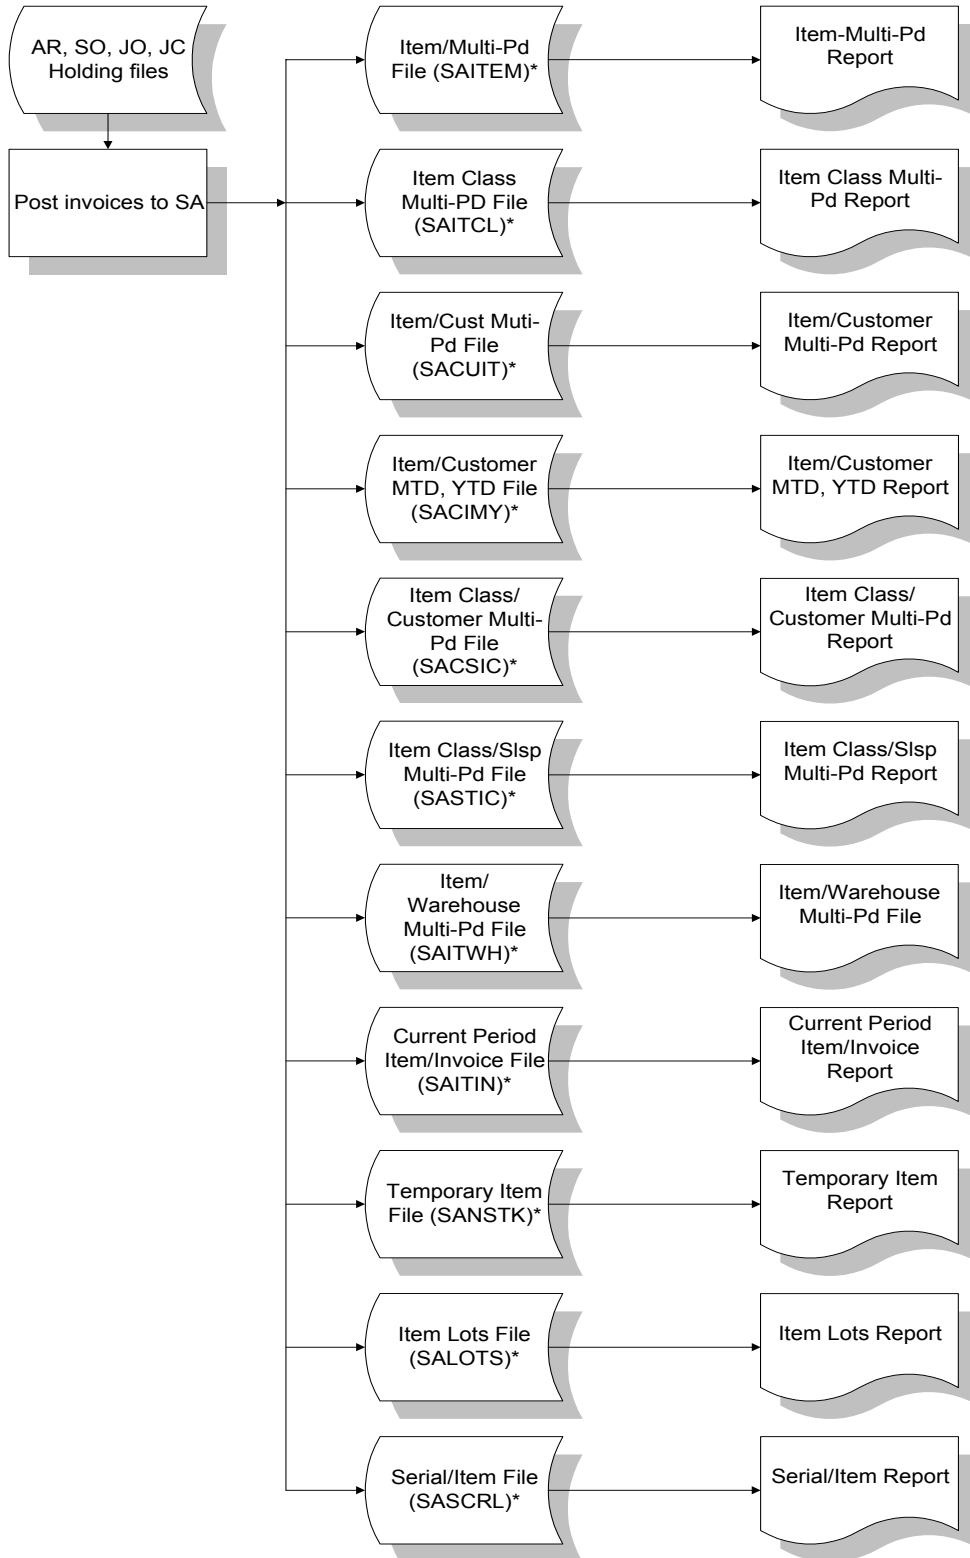 AR, SO, JO, JC
Holding files
Item/Multi-Pd
File (SAITEM)*
Item-Multi-Pd
Report
Post invoices to SA
Item Class
Multi-PD File
(SAITCL)*
Item Class Multi-
Pd Report
Item/Cust Muti-
Pd File
(SACUIT)*
Item/Customer
Multi-Pd Report
Item/Customer
MTD, YTD File
(SACIMY)*
Item/Customer
MTD, YTD Report
Item Class/
Customer Multi-
Pd File
(SACSIC)*
Item Class/
Customer Multi-Pd
Report
Item Class/Slsp
Multi-Pd File
(SASTIC)*
Item Class/Slsp
Multi-Pd Report
Item/
Warehouse
Multi-Pd File
(SAITWH)*
Item/Warehouse
Multi-Pd File
Current Period
Item/Invoice File
(SAITIN)*
Current Period
Item/Invoice
Report
Temporary Item
File (SANSTK)*
Temporary Item
Report
Item Lots File
(SALOTS)*
Item Lots Report
Serial/Item File
(SASCRL)*
Serial/Item Report